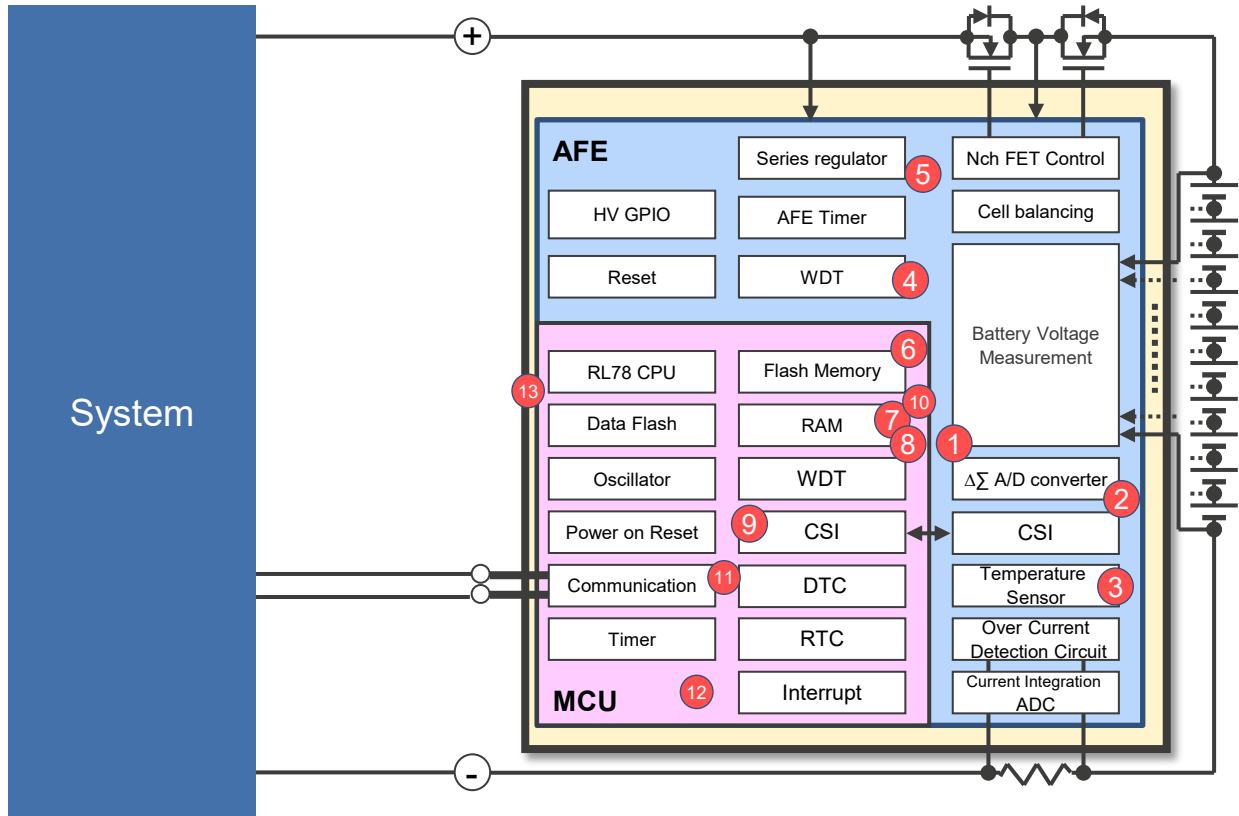 System
+
-
AFE
Series regulator
5
Nch FET Control
HV GPIO
AFE Timer
Cell balancing
Reset
WDT
4
Battery Voltage
Measurement
1
∆∑ A/D converter
2
CSI
Temperature
Sensor
3
Over Current
Detection Circuit
Current Integration
ADC
RL78 CPU
13
Flash Memory
6
Data Flash
RAM
7
10
8
Oscillator
WDT
Power on Reset
9
CSI
Communication
11
DTC
Timer
RTC
MCU
12
Interrupt